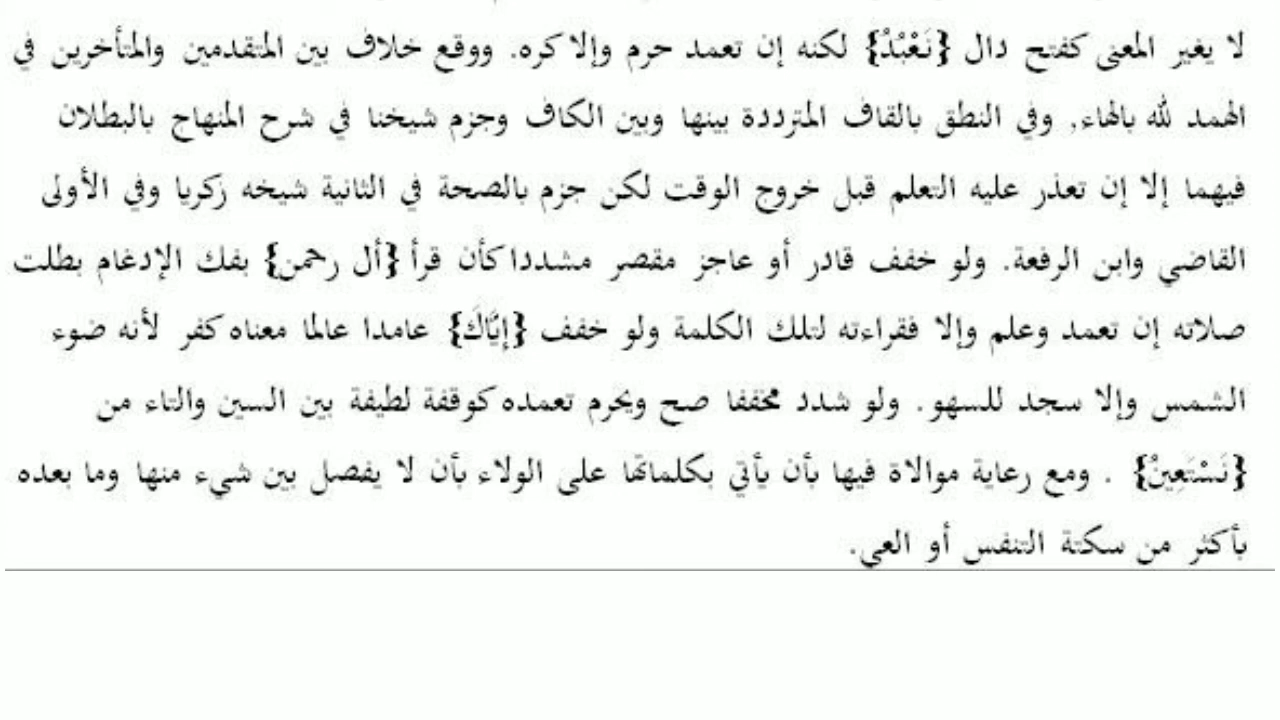 لا يغير المعنى كفتح دال {نَعْبُدُ} لكنه إن تعمد حرم وإلا كره. ووقع خلاف بين المتقدمين والمتأخرين في
الهمد لله بالهاء, وفي النطق بالقاف المترددة بينها وبين الكاف وجزم شيخنا في شرح المنهاج بالبطلان
فيهما إلا إن تعذر عليه التعلم قبل خروج الوقت لكن جزم بالصحة في الثانية شيخه زكريا وفي الأولى
القاضي وابن الرفعة. ولو خفف قادر أو عاجز مقصر مشددا كأن قرأ {أل رحمن} بفك الإدغام بطلت
صلاته إن تعمد وعلم وإلا فقراءته لتلك الكلمة ولو خفف {إِيَّاكَ} عامدا عالما معناه كفر لأنه ضوء
الشمس وإلا سجد للسهو. ولو شدد مخففا صح ويحرم تعمده كوقفة لطيفة بين السين والتاء من
{نَسْتَعِينُ} . ومع رعاية موالاة فيها بأن يأتي بكلماتها على الولاء بأن لا يفصل بين شيء منها وما بعده
بأكثر من سكتة التنفس أو العي.